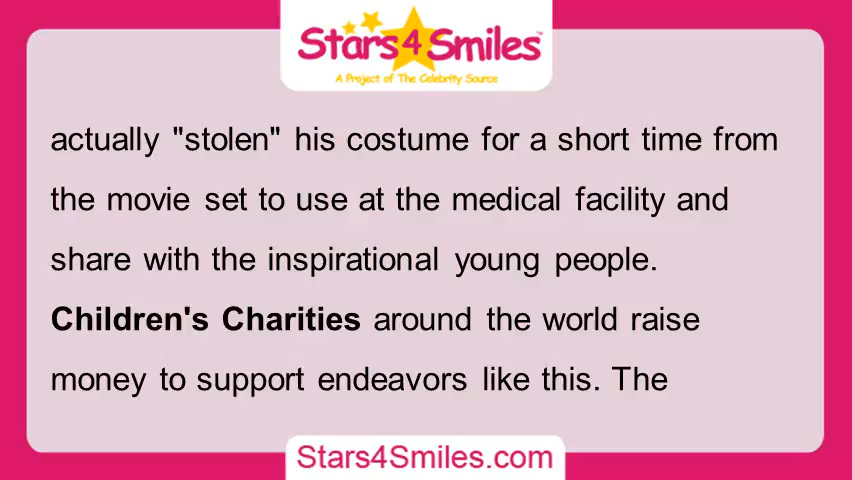 Stars4Smiles™
A Project of The Celebrity Source
actually "stolen" his costume for a short time from
the movie set to use at the medical facility and
share with the inspirational young people.
Children's Charities around the world raise
money to support endeavors like this. The
Stars4Smiles.com